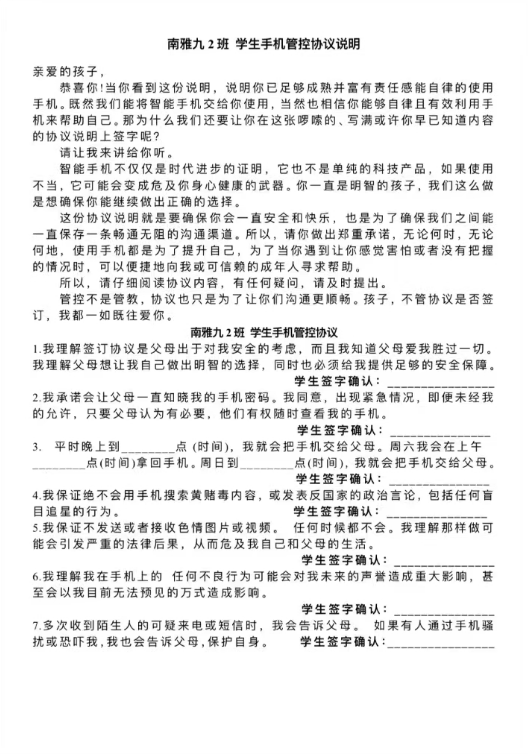 南雅九2班 学生手机管控协议说明
亲爱的孩子，
恭喜你!当你看到这份说明，说明你已足够成熟并富有责任感能自律的使用
手机。既然我们能将智能手机交给你使用，当然也相信你能够自律且有效利用手
机来帮助自己。那为什么我们还要让你在这张啰嗦的、写满或许你早已知道内容
的协议说明上签字呢？
请让我来讲给你听。
智能手机不仅仅是时代进步的证明，它也不是单纯的科技产品，如果使用
不当，它可能会变成危及你身心健康的武器。你一直是明智的孩子，我们这么做
是想确保你能继续做出正确的选择。
这份协议说明就是要确保你会一直安全和快乐，也是为了确保我们之间能
一直保存一条畅通无阻的沟通渠道。所以，请你做出郑重承诺，无论何时，无论
何地，使用手机都是为了提升自己，为了当你遇到让你感觉害怕或者没有把握
的情况时，可以便捷地向我或可信赖的成年人寻求帮助。
所以，请仔细阅读协议内容，有任何疑问，请及时提出。
管控不是管教，协议也只是为了让你们沟通更顺畅。孩子，不管协议是否签
订，我都一如既往爱你。
南雅九2班 学生手机管控协议
1.我理解签订协议是父母出于对我安全的考虑，而且我知道父母爱我胜过一切。
我理解父母想让我自己做出明智的选择，同时也必须给我提供足够的安全保障。
学生签字确认：_______________
2.我承诺会让父母一直知晓我的手机密码。我同意，出现紧急情况，即便未经我
的允许，只要父母认为有必要，他们有权随时查看我的手机。
学生签字确认：_______________
3. 平时晚上到________点 (时间)，我就会把手机交给父母。周六我会在上午
________点(时间)拿回手机。周日到________点(时间)，我就会把手机交给父母。
学生签字确认：_______________
4.我保证绝不会用手机搜索黄赌毒内容，或发表反国家的政治言论，包括任何盲
目追星的行为。 学生签字确认：_______________
5.我保证不发送或者接收色情图片或视频。 任何时候都不会。我理解那样做可
能会引发严重的法律后果，从而危及我自己和父母的生活。
学生签字确认：_______________
6.我理解我在手机上的 任何不良行为可能会对我未来的声誉造成重大影响，甚
至会以我目前无法预见的万式造成影响。
学生签字确认：_______________
7.多次收到陌生人的可疑来电或短信时，我会告诉父母。 如果有人通过手机骚
扰或恐吓我,我也会告诉父母,保护自身。 学生签字确认:_______________